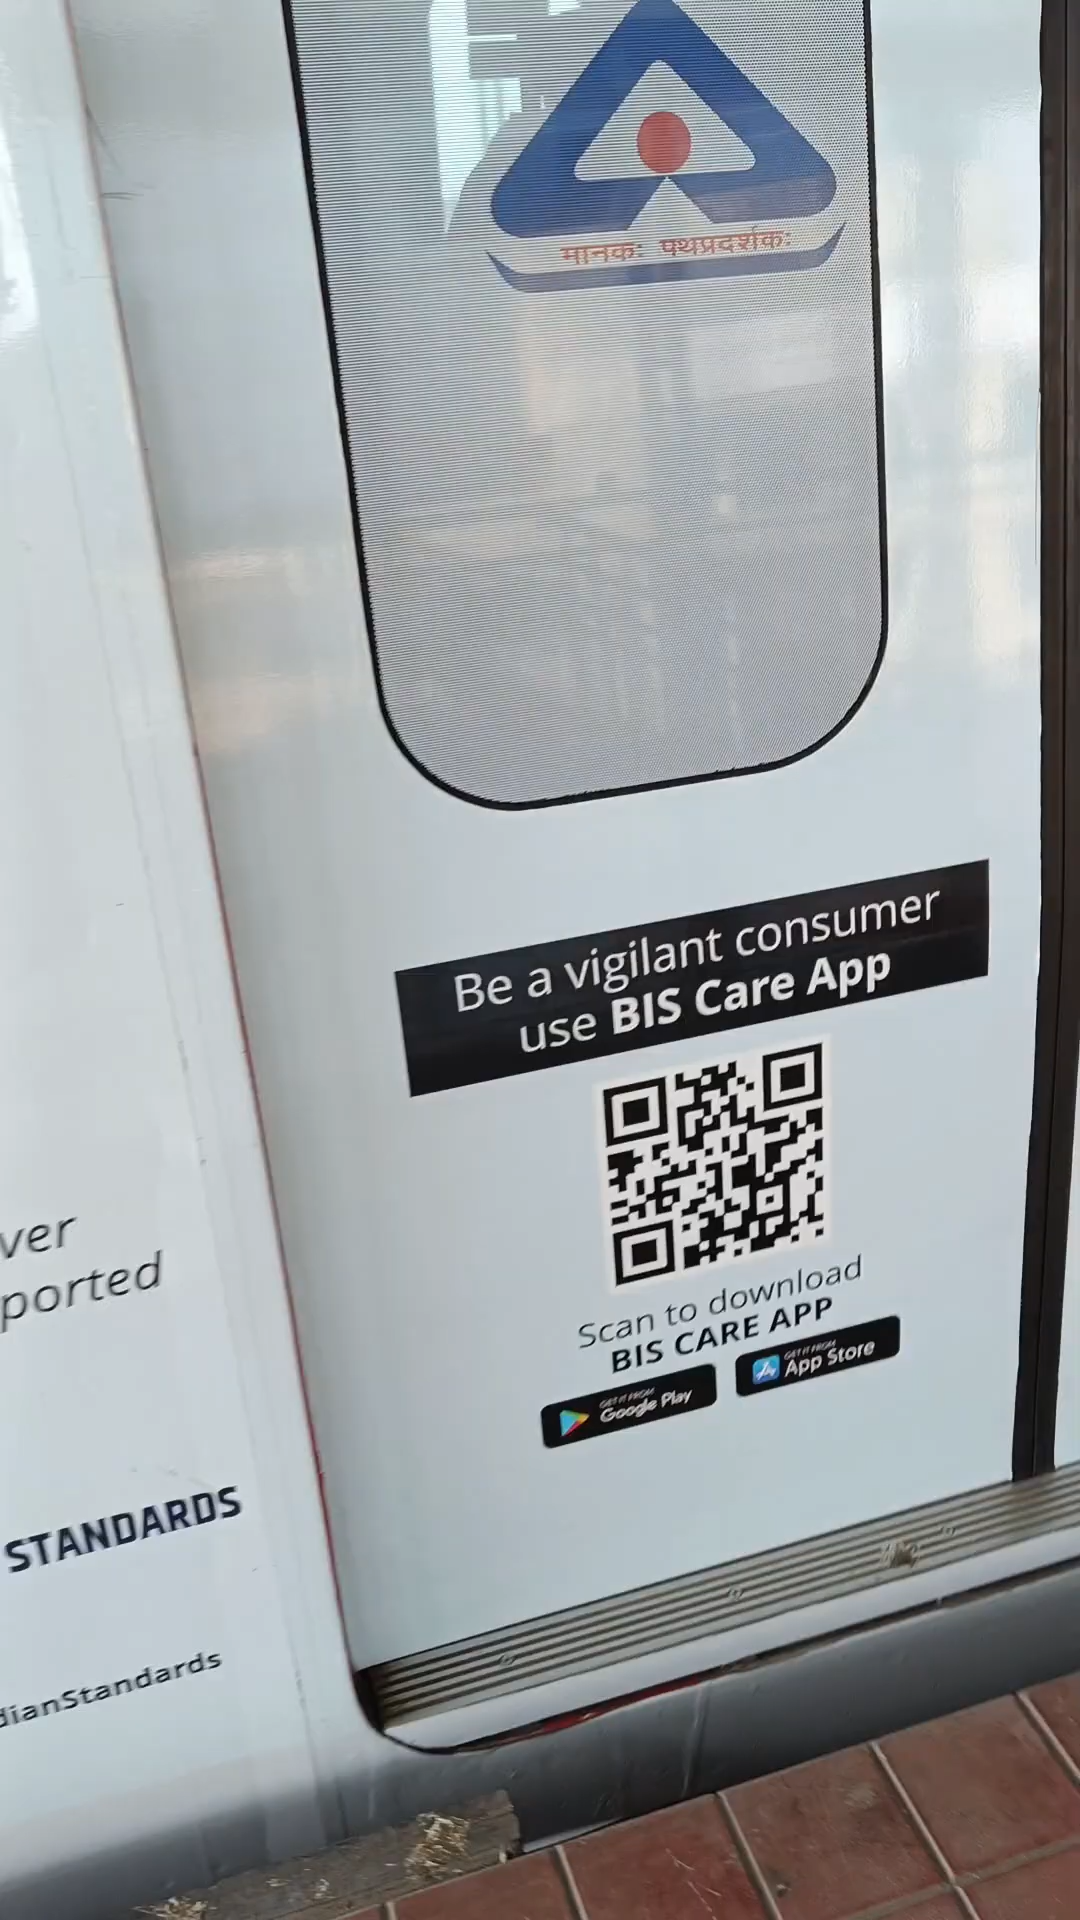 मानकः पथप्रदर्शकः
Be a vigilant consumer
use BIS Care App
Scan to download
BIS CARE APP
GET IT FROM
Google Play
GET IT FROM
App Store
ver
ported
STANDARDS
dianStandards